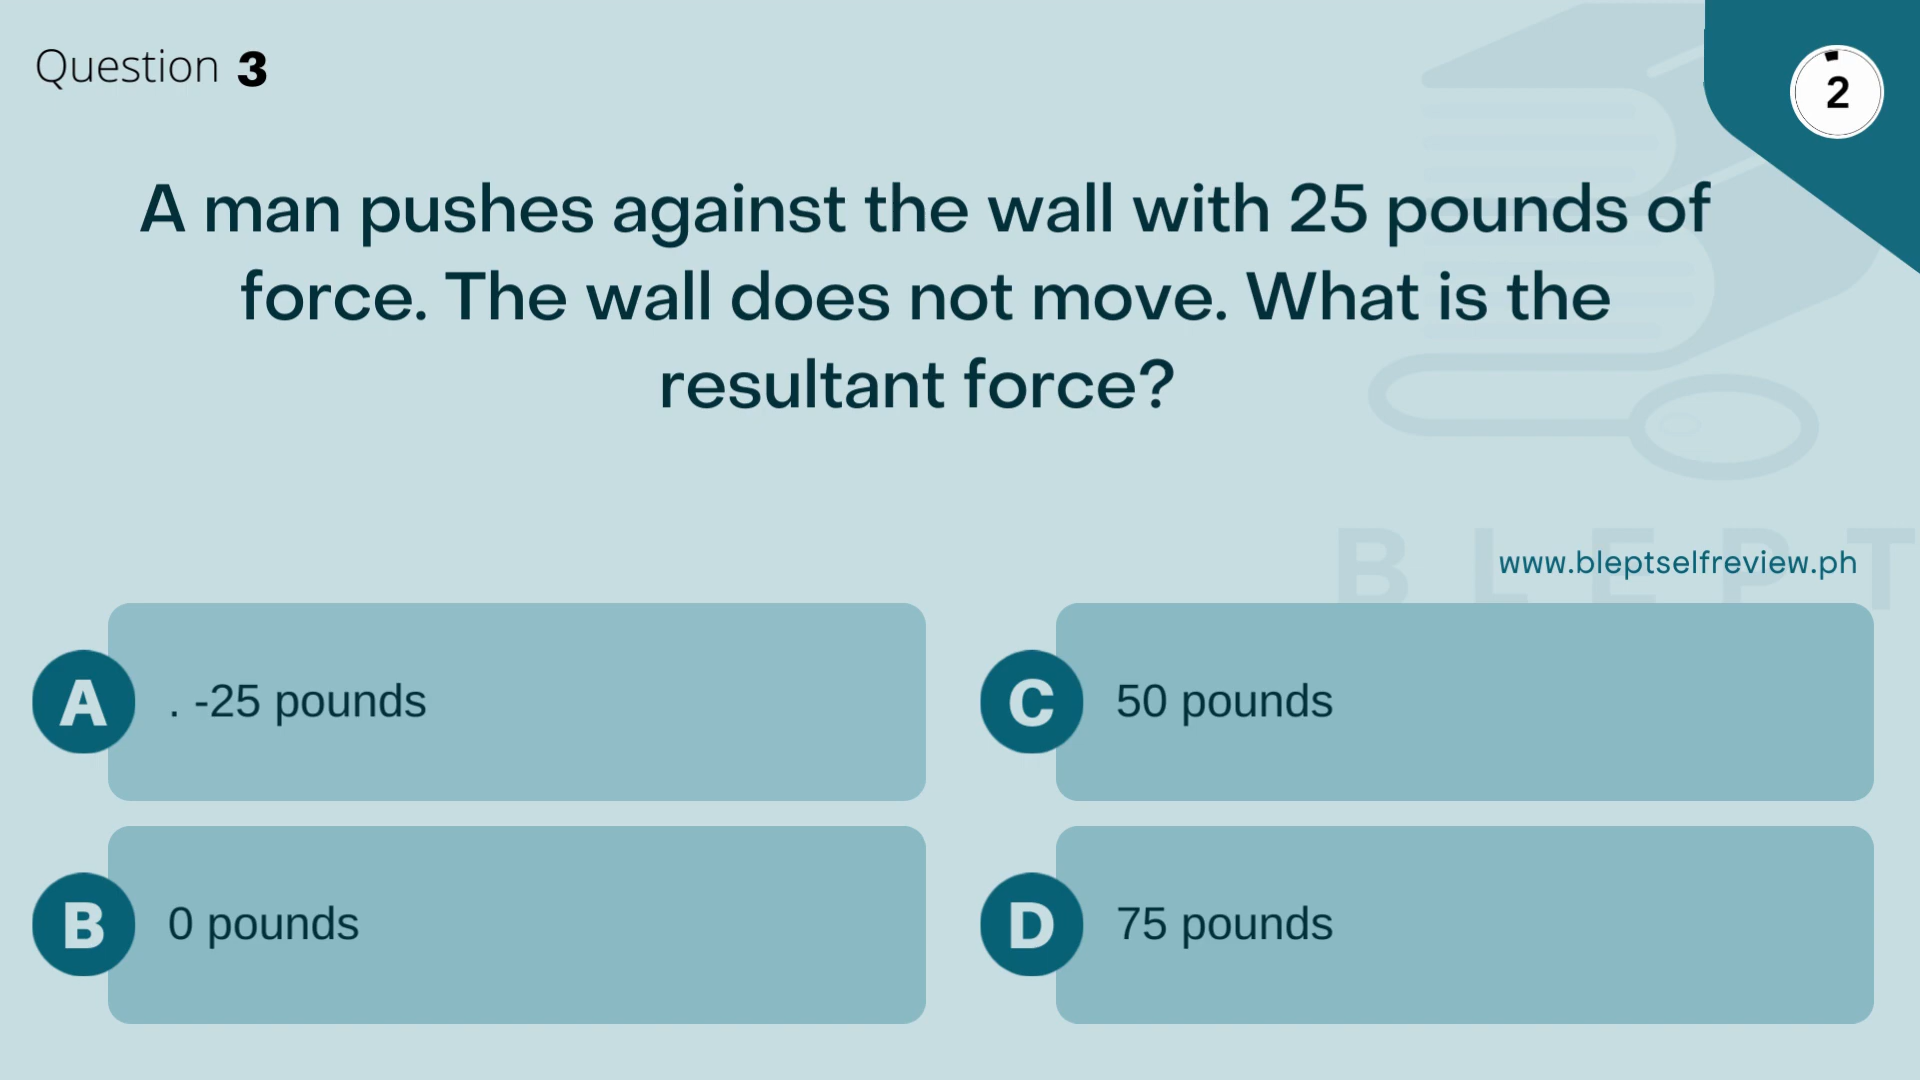 Question 3
2
A man pushes against the wall with 25 pounds of
force. The wall does not move. What is the
resultant force?
BLEPT
www.bleptselfreview.ph
A . -25 pounds
C 50 pounds
B 0 pounds
D 75 pounds